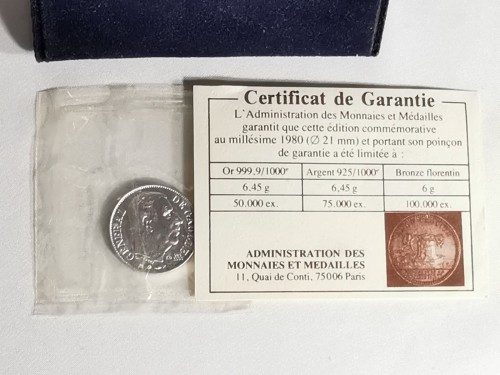 Certificat de Garantie
L'Administration des Monnaies et Médailles
garantit que cette édition commémorative
au millésime 1980 (∅ 21 mm) et portant son poinçon
de garantie a été limitée à :
Or 999,9/1000e Argent 925/1000e Bronze florentin
6,45 g 6,45 g 6 g
50.000 ex. 75.000 ex. 100.000 ex.
ADMINISTRATION DES
MONNAIES ET MEDAILLES
11, Quai de Conti, 75006 Paris
GENERAL